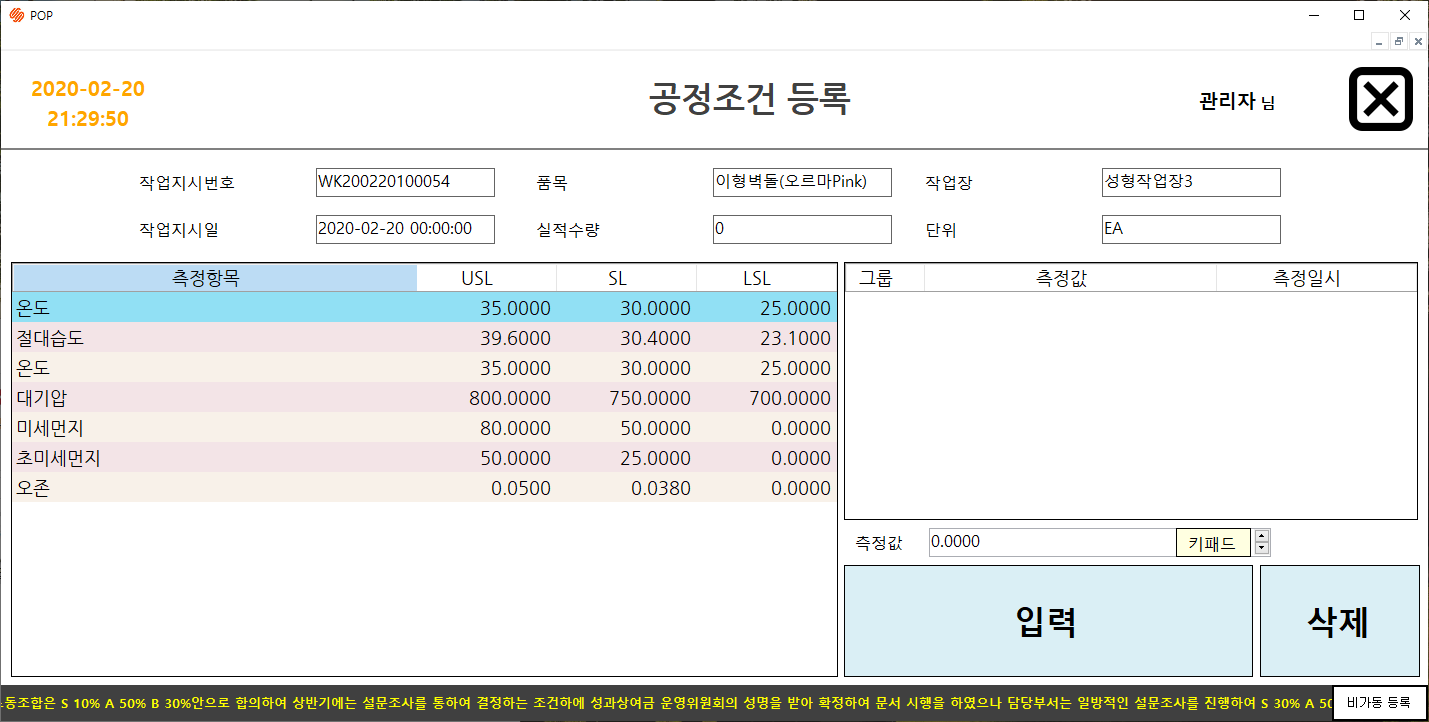 POP
2020-02-20
21:29:50
공정조건 등록
관리자 님
작업지시번호 WK200220100054 품목 이형벽돌(오르마Pink) 작업장 성형작업장3
작업지시일 2020-02-20 00:00:00 실적수량 0 단위 EA
측정항목 USL SL LSL
온도 35.0000 30.0000 25.0000
절대습도 39.6000 30.4000 23.1000
온도 35.0000 30.0000 25.0000
대기압 800.0000 750.0000 700.0000
미세먼지 80.0000 50.0000 0.0000
초미세먼지 50.0000 25.0000 0.0000
오존 0.0500 0.0380 0.0000
그룹 측정값 측정일시
측정값 0.0000 키패드
입력 삭제
동조합은 S 10% A 50% B 30%안으로 합의하여 상반기에는 설문조사를 통하여 결정하는 조건하에 성과상여금 운영위원회의 성명을 받아 확정하여 문서 시행을 하였으나 담당부서는 일방적인 설문조사를 진행하여 S 30% A 50
비가동 등록